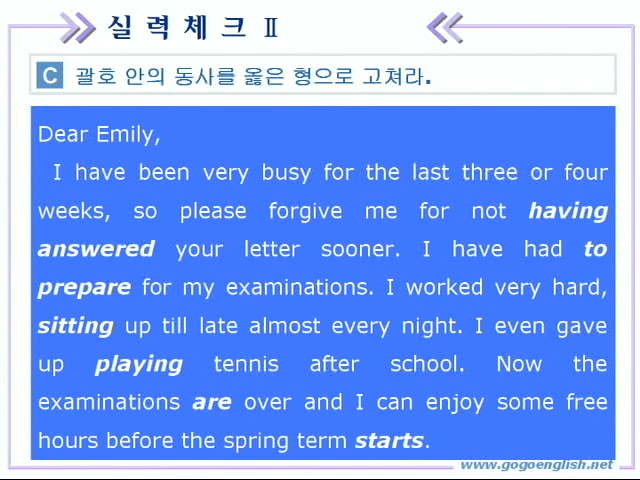 실력체크 Ⅱ
C 괄호 안의 동사를 옳은 형으로 고쳐라.
Dear Emily,
I have been very busy for the last three or four
weeks, so please forgive me for not having
answered your letter sooner. I have had to
prepare for my examinations. I worked very hard,
sitting up till late almost every night. I even gave
up playing tennis after school. Now the
examinations are over and I can enjoy some free
hours before the spring term starts.
www.gogoenglish.net